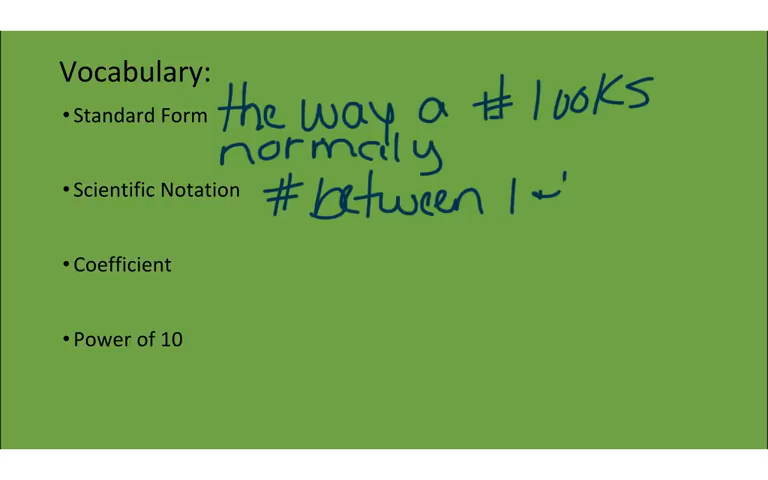 Vocabulary:
•Standard Form the way a # looks
normally
•Scientific Notation # between 1
•Coefficient
•Power of 10